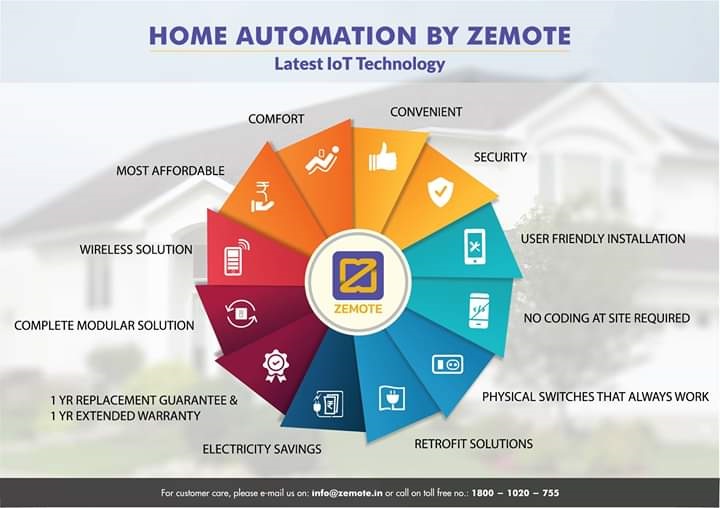 HOME AUTOMATION BY ZEMOTE
Latest IoT Technology
COMFORT
CONVENIENT
MOST AFFORDABLE
SECURITY
WIRELESS SOLUTION
USER FRIENDLY INSTALLATION
ZEMOTE
COMPLETE MODULAR SOLUTION
NO CODING AT SITE REQUIRED
1 YR REPLACEMENT GUARANTEE &
1 YR EXTENDED WARRANTY
PHYSICAL SWITCHES THAT ALWAYS WORK
ELECTRICITY SAVINGS
RETROFIT SOLUTIONS
For customer care, please e-mail us on: info@zemote.in or call on toll free no.: 1800 – 1020 – 755